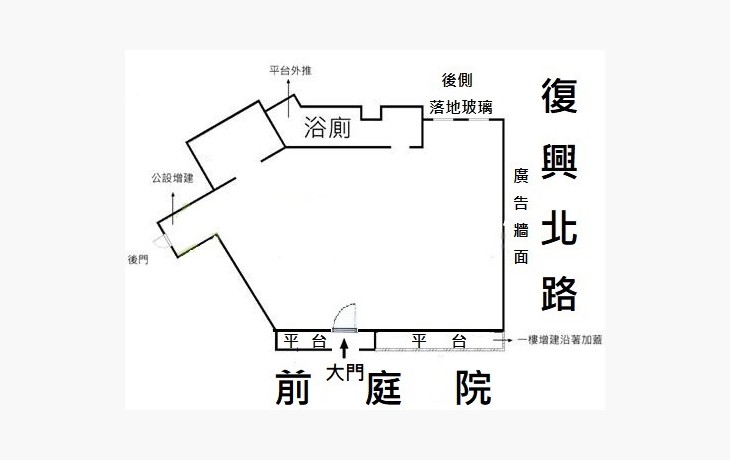 平台外推
後側
落地玻璃
復興北路
浴廁
廣告牆面
公設增建
後門
平台
平台
一樓增建沿著加蓋
大門
前庭院